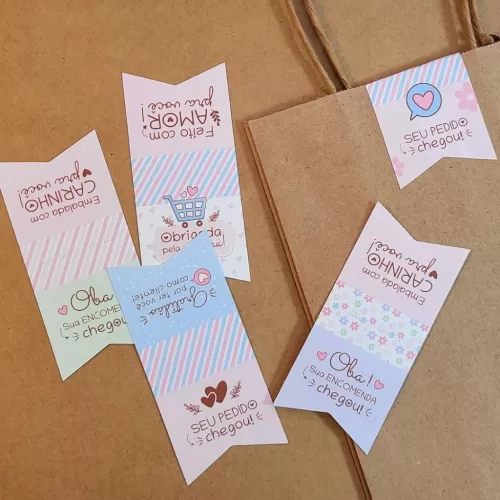 Feito com
AMOR
pra você!
Obrigada
pela
Embalada com
CARINHO
pra você!
Oba!
Sua ENCOMENDA
chegou!
Gratidão
por ter você
como cliente!
SEU PEDIDO
chegou!
SEU PEDIDO
chegou!
Embalada com
CARINHO
pra você!
Oba!
Sua ENCOMENDA
chegou!